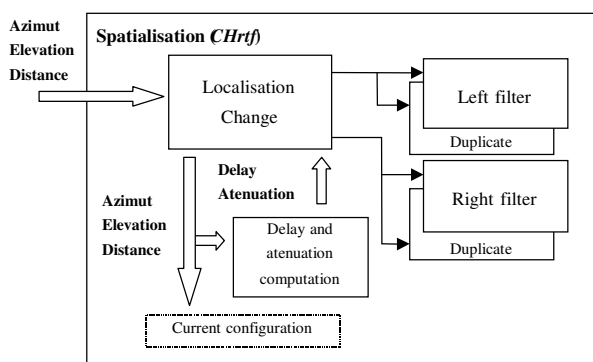 Azimut
Elevation
Distance
Spatialisation (CHrtf)
Localisation
Change
Left filter
Duplicate
Right filter
Duplicate
Delay
Atenuation
Azimut
Elevation
Distance
Delay and
atenuation
computation
Current configuration